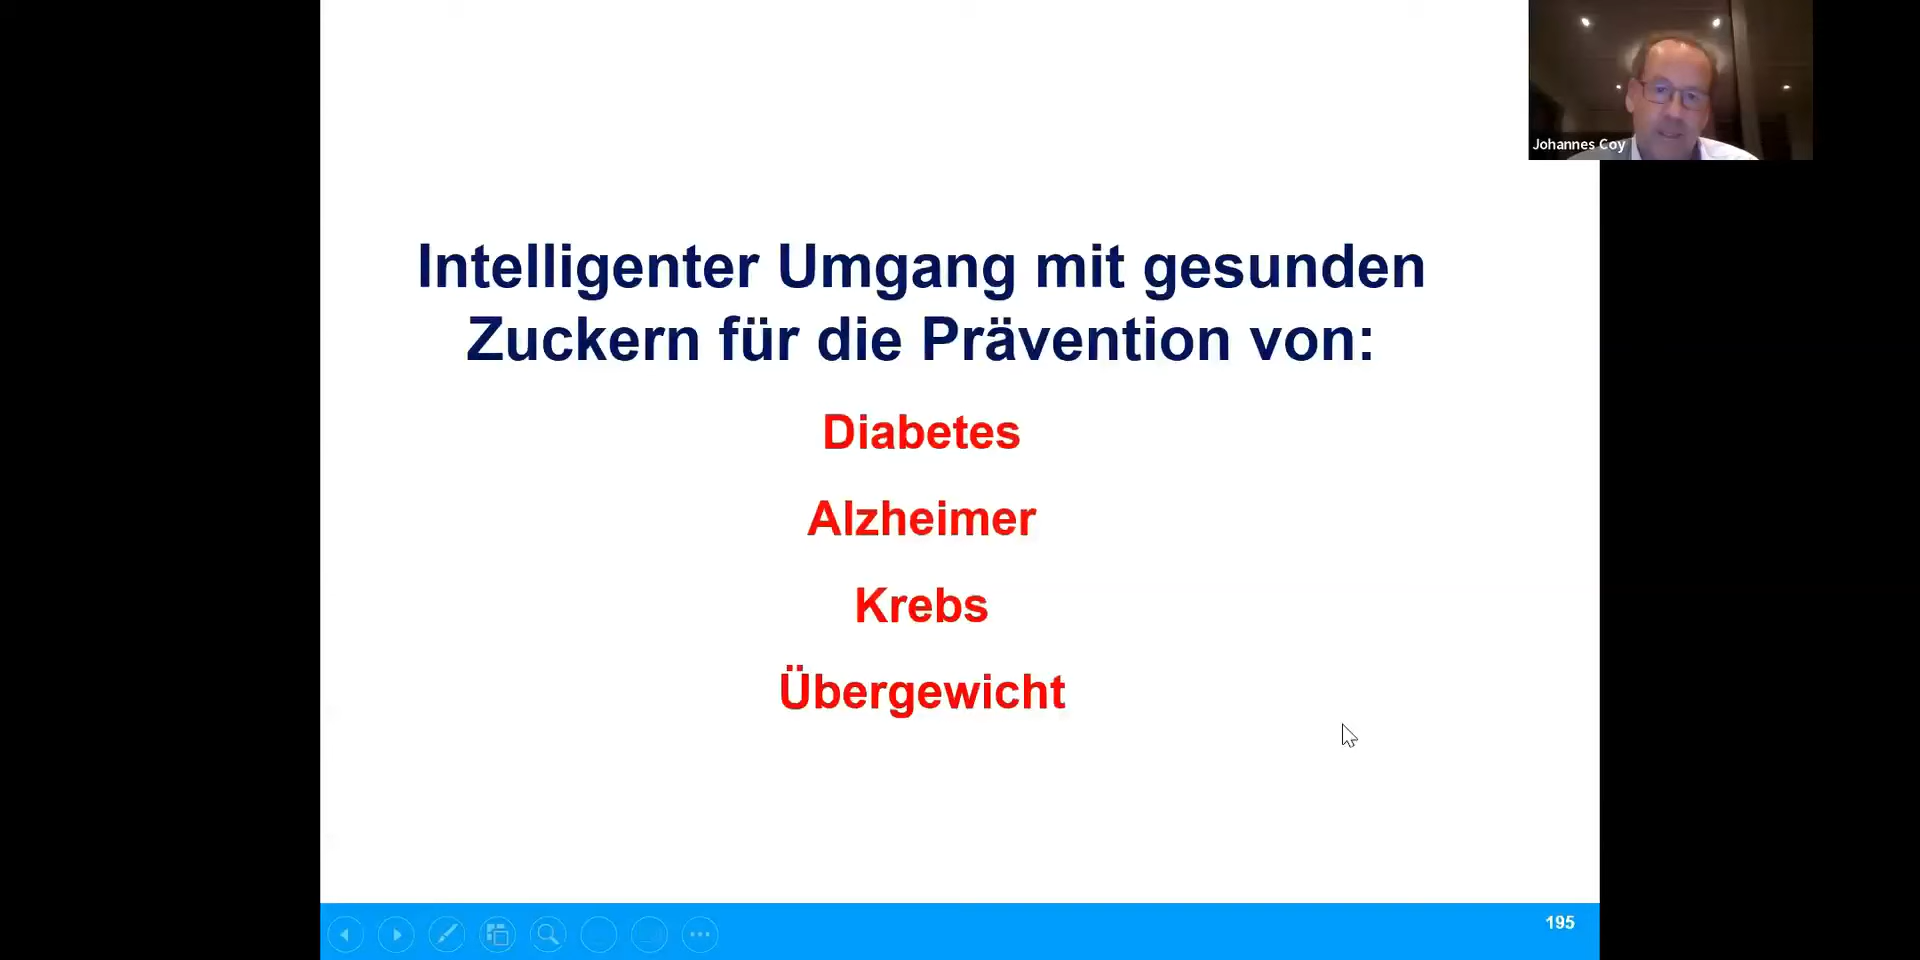 Johannes Coy
Intelligenter Umgang mit gesunden
Zuckern für die Prävention von:
Diabetes
Alzheimer
Krebs
Übergewicht
195